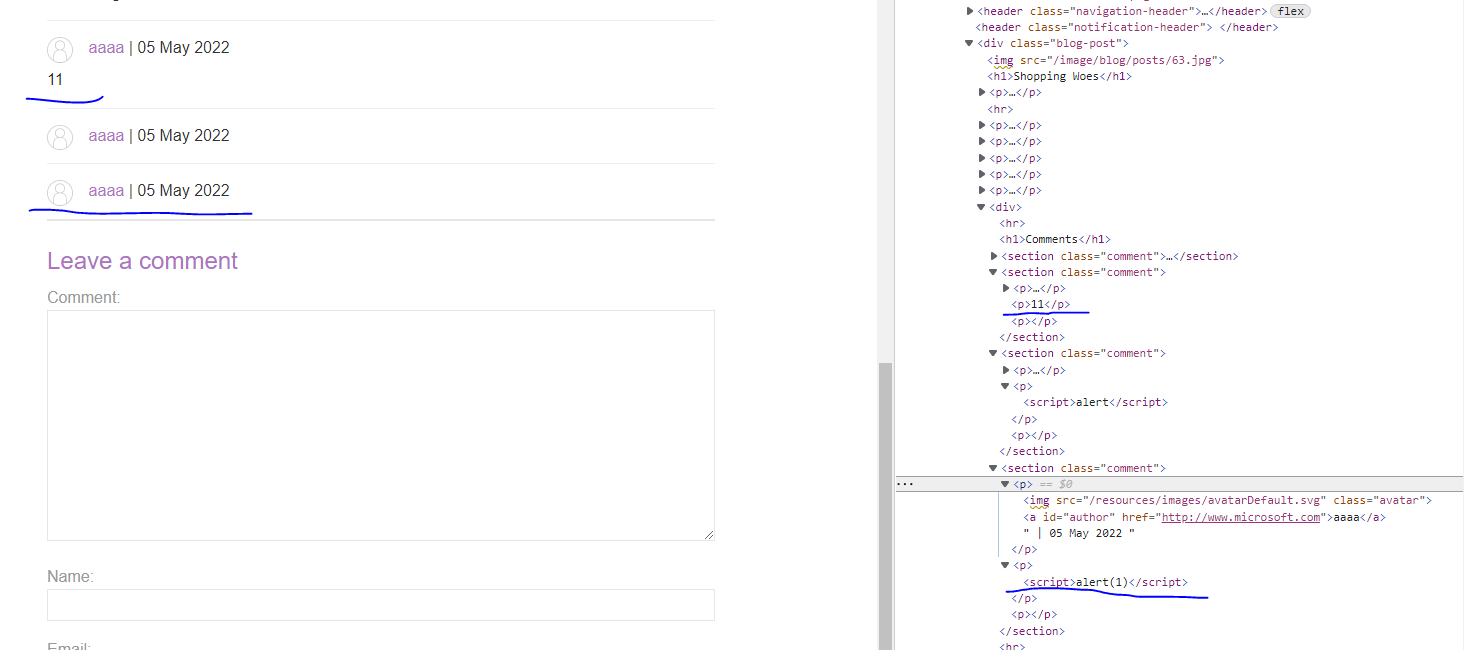 aaaa | 05 May 2022
11
aaaa | 05 May 2022
aaaa | 05 May 2022
Leave a comment
Comment:
Name:
Email:
▶<header class="navigation-header">…</header> flex
<header class="notification-header"> </header>
▼<div class="blog-post">
<img src="/image/blog/posts/63.jpg">
<h1>Shopping Woes</h1>
▶<p>…</p>
<hr>
▶<p>…</p>
▶<p>…</p>
▶<p>…</p>
▶<p>…</p>
▶<p>…</p>
▼<div>
<hr>
<h1>Comments</h1>
▶<section class="comment">…</section>
▼<section class="comment">
▶<p>…</p>
<p>11</p>
<p></p>
</section>
▼<section class="comment">
▶<p>…</p>
▼<p>
<script>alert</script>
</p>
<p></p>
</section>
▼<section class="comment">
··· ▼<p> == $0
<img src="/resources/images/avatarDefault.svg" class="avatar">
<a id="author" href="http://www.microsoft.com">aaaa</a>
" | 05 May 2022 "
</p>
▼<p>
<script>alert(1)</script>
</p>
<p></p>
</section>
<hr>